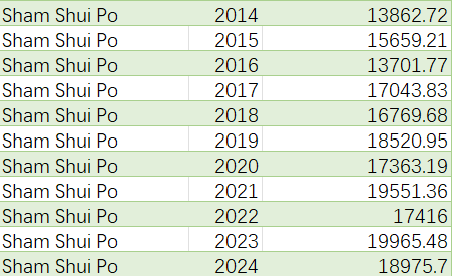 Sham Shui Po 2014 13862.72
Sham Shui Po 2015 15659.21
Sham Shui Po 2016 13701.77
Sham Shui Po 2017 17043.83
Sham Shui Po 2018 16769.68
Sham Shui Po 2019 18520.95
Sham Shui Po 2020 17363.19
Sham Shui Po 2021 19551.36
Sham Shui Po 2022 17416
Sham Shui Po 2023 19965.48
Sham Shui Po 2024 18975.7